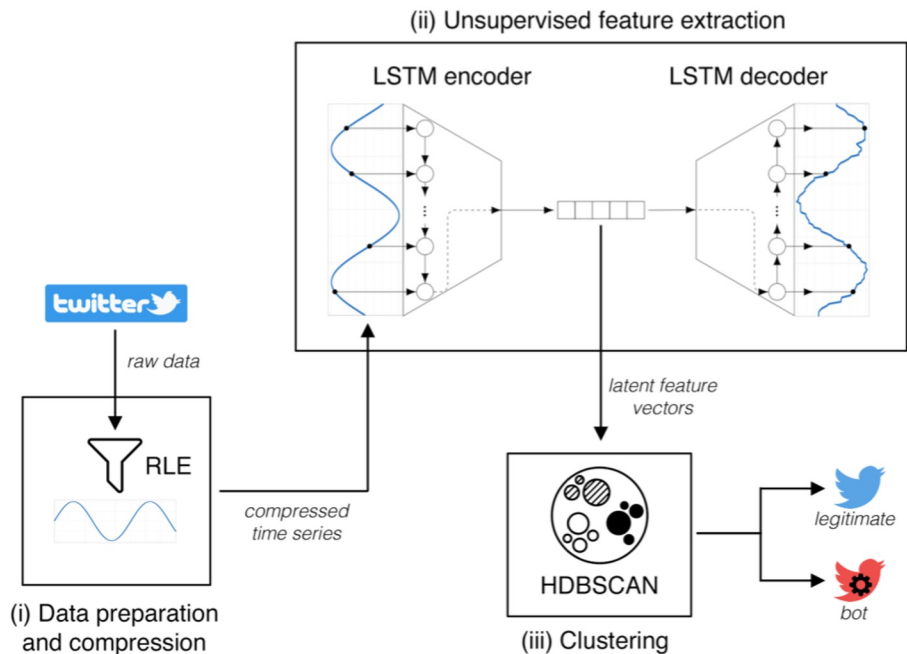 (ii) Unsupervised feature extraction
LSTM encoder
LSTM decoder
twitter
raw data
latent feature
vectors
RLE
compressed
time series
(i) Data preparation
and compression
HDBSCAN
(iii) Clustering
legitimate
bot